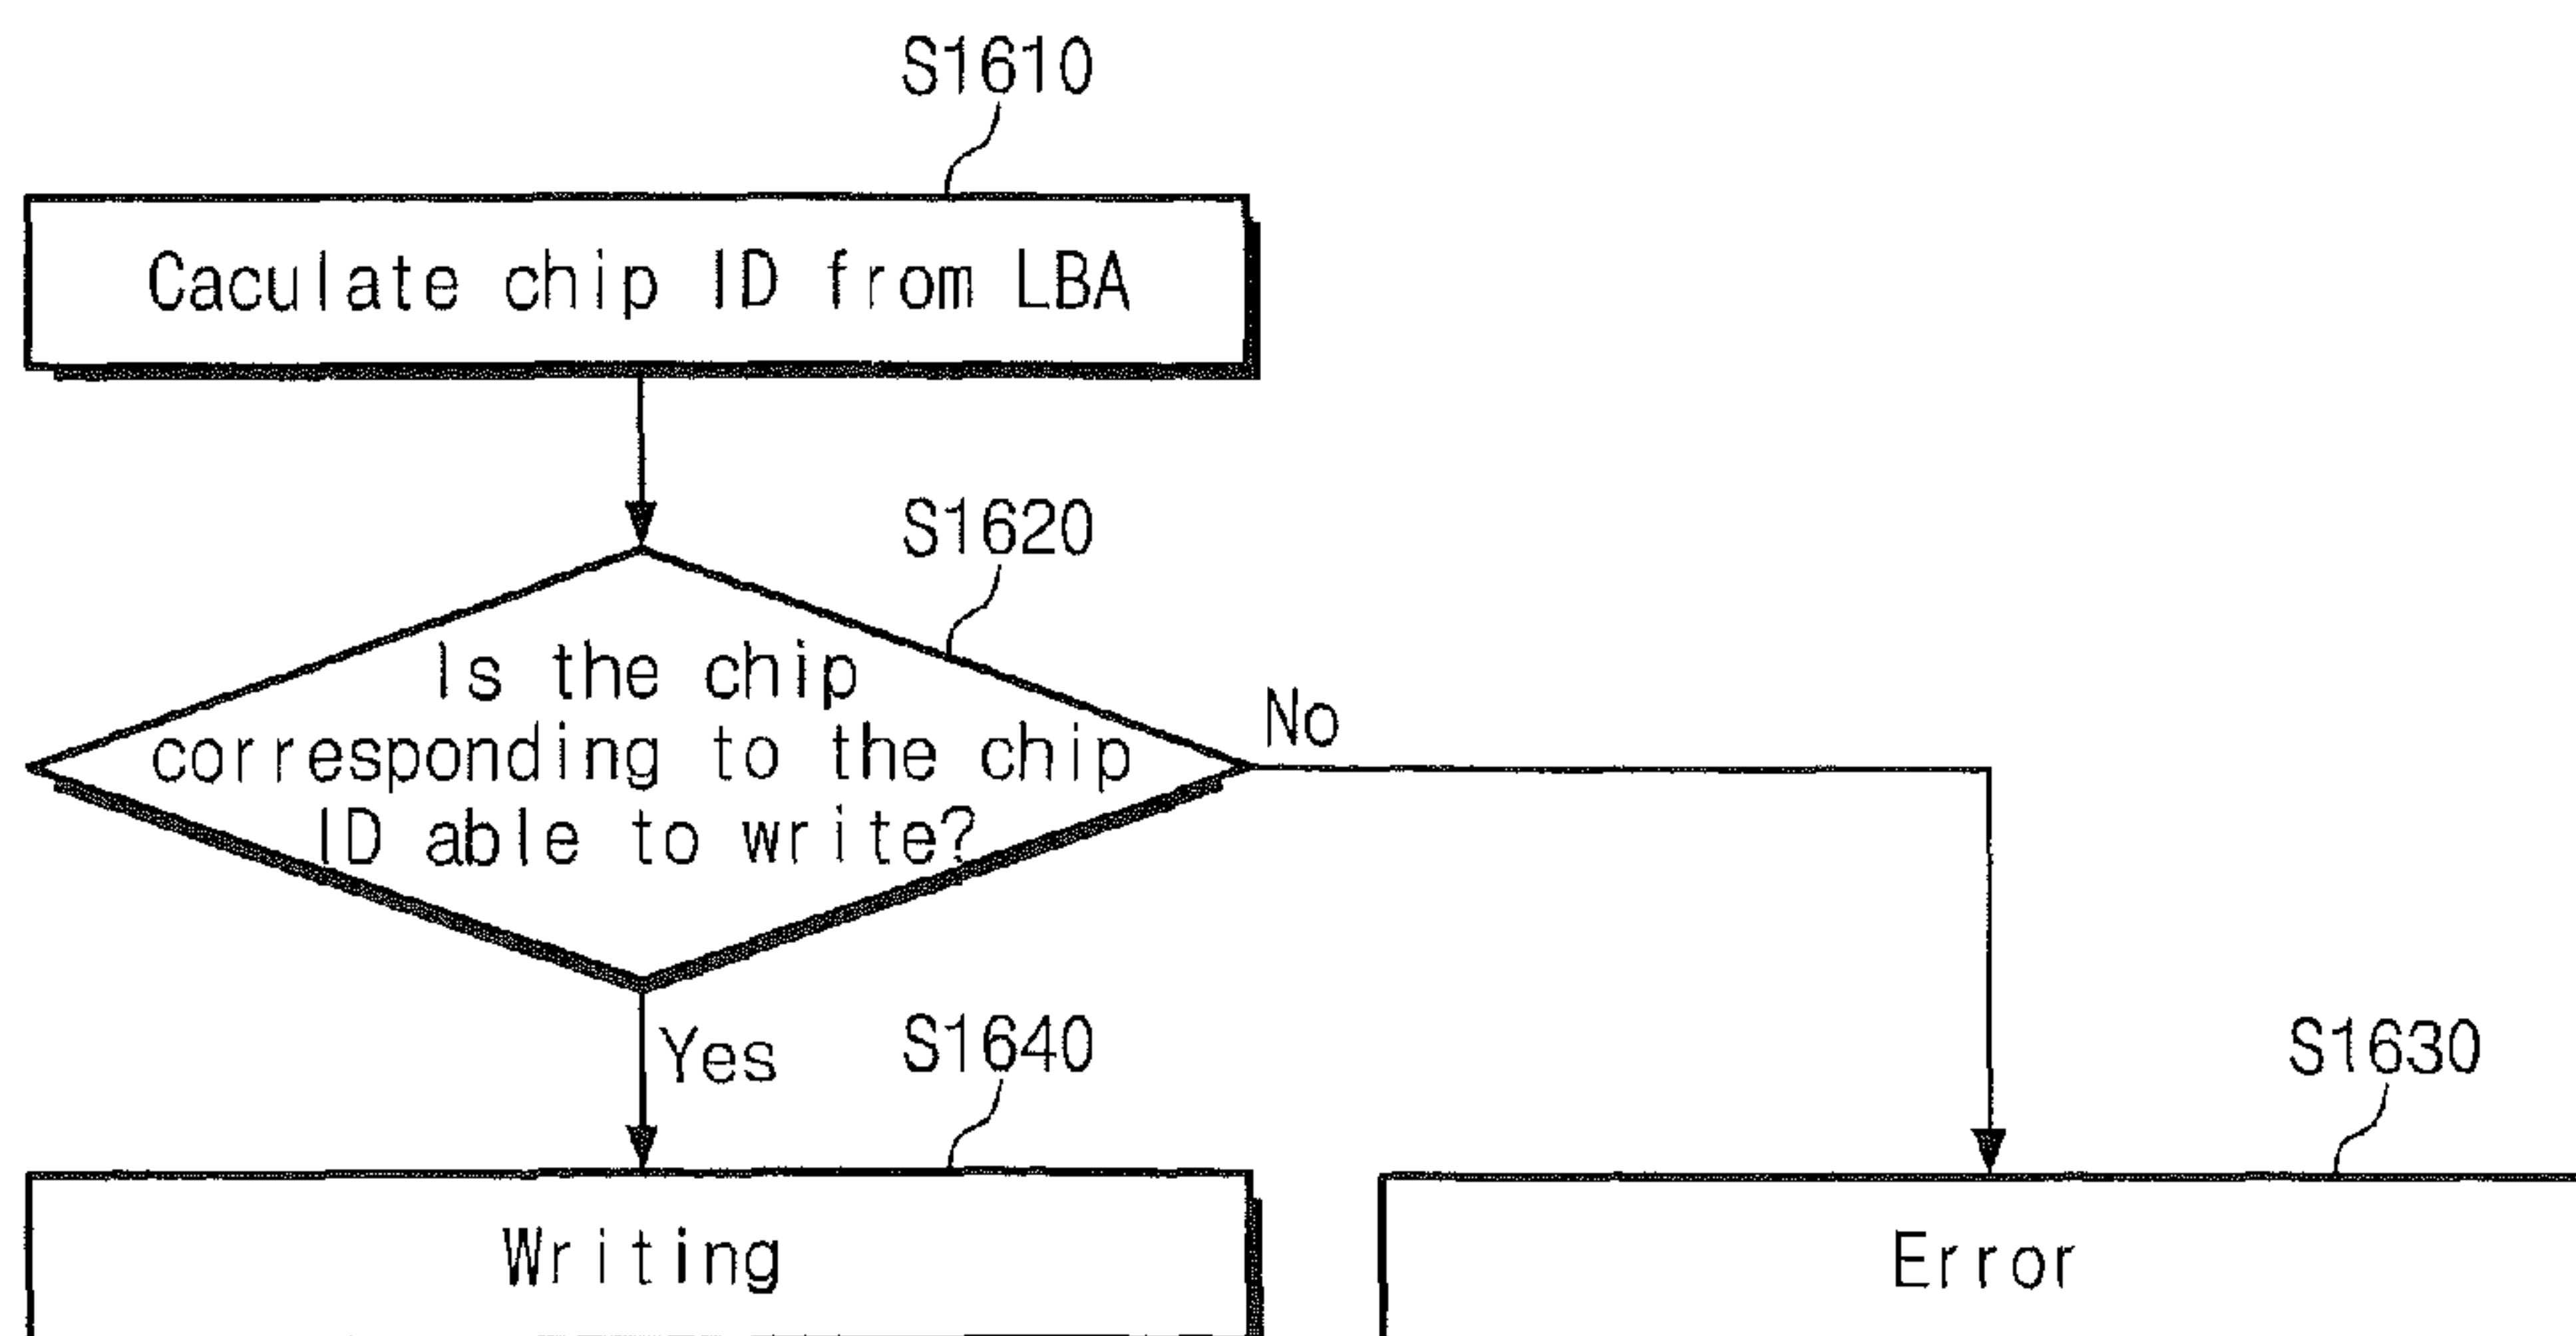 S1610
Caculate chip ID from LBA
S1620
Is the chip
corresponding to the chip
ID able to write?
No
Yes
S1640
S1630
Writing
Error